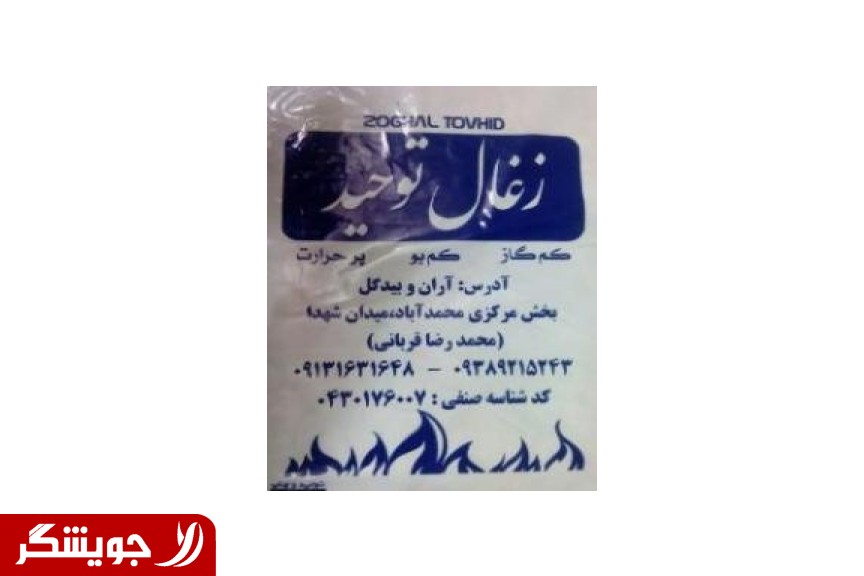 ZOGHAL TOVHID
زغال توحید
کم گاز کم بو پر حرارت
آدرس: آران و بیدگل
بخش مرکزی محمدآباد،میدان شهدا
(محمد رضا قربانی)
۰۹۱۳۱۶۳۱۶۴۸ - ۰۹۳۸۹۲۱۵۲۴۳
کد شناسه صنفی : ۰۴۳۰۱۷۶۰۰۷
جویشگر